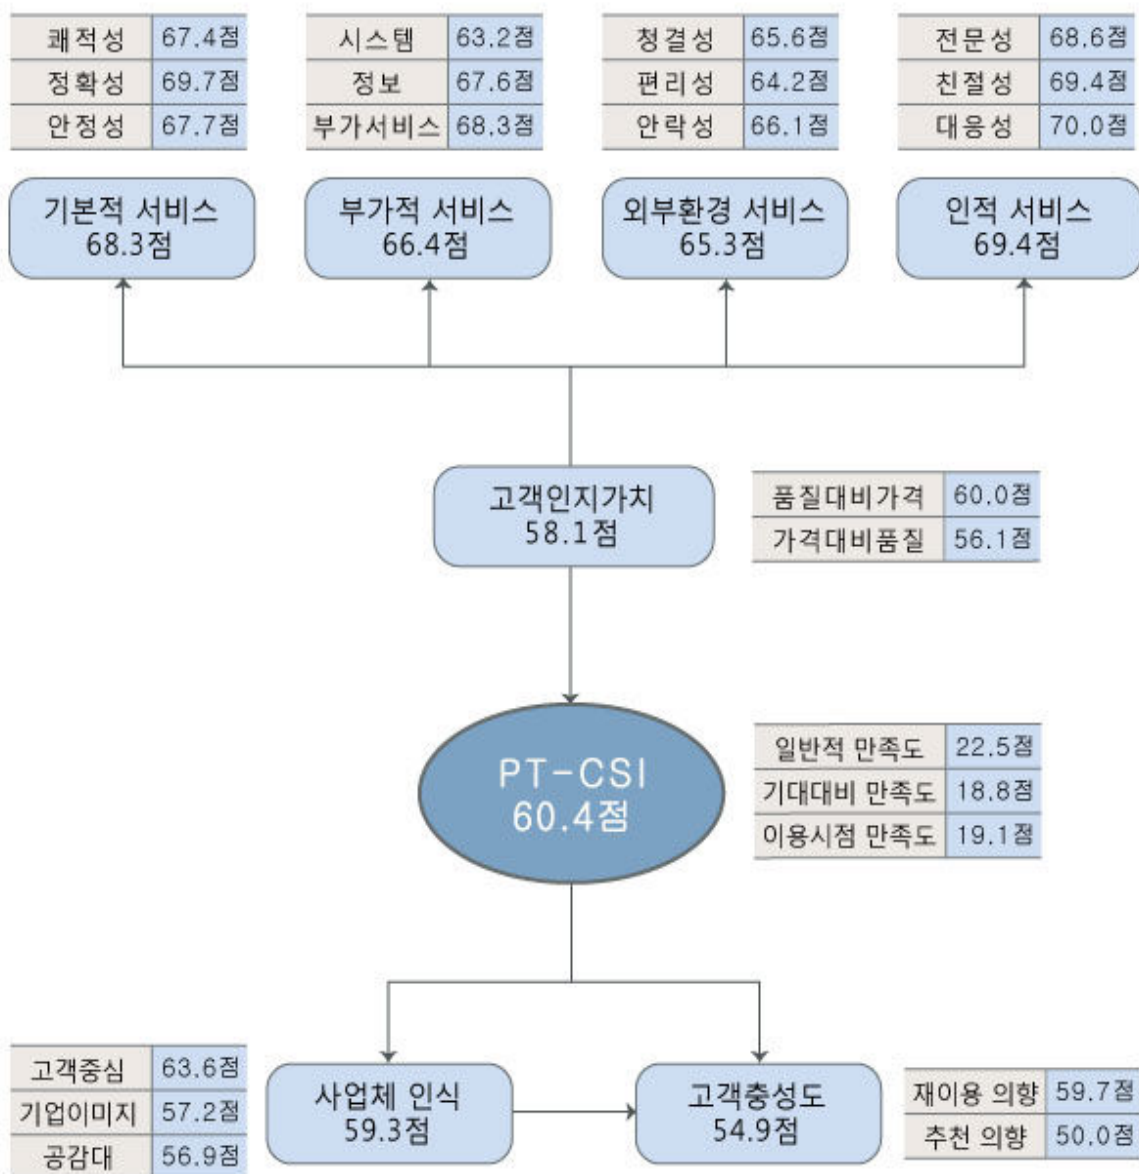 쾌적성 67.4점 시스템 63.2점 청결성 65.6점 전문성 68.6점
정확성 69.7점 정보 67.6점 편리성 64.2점 친절성 69.4점
안정성 67.7점 부가서비스 68.3점 안락성 66.1점 대응성 70.0점
기본적 서비스 부가적 서비스 외부환경 서비스 인적 서비스
68.3점 66.4점 65.3점 69.4점
고객인지가치
58.1점
품질대비가격 60.0점
가격대비품질 56.1점
PT-CSI
60.4점
일반적 만족도 22.5점
기대대비 만족도 18.8점
이용시점 만족도 19.1점
고객중심 63.6점
기업이미지 57.2점
공감대 56.9점
사업체 인식
59.3점
고객충성도
54.9점
재이용 의향 59.7점
추천 의향 50.0점